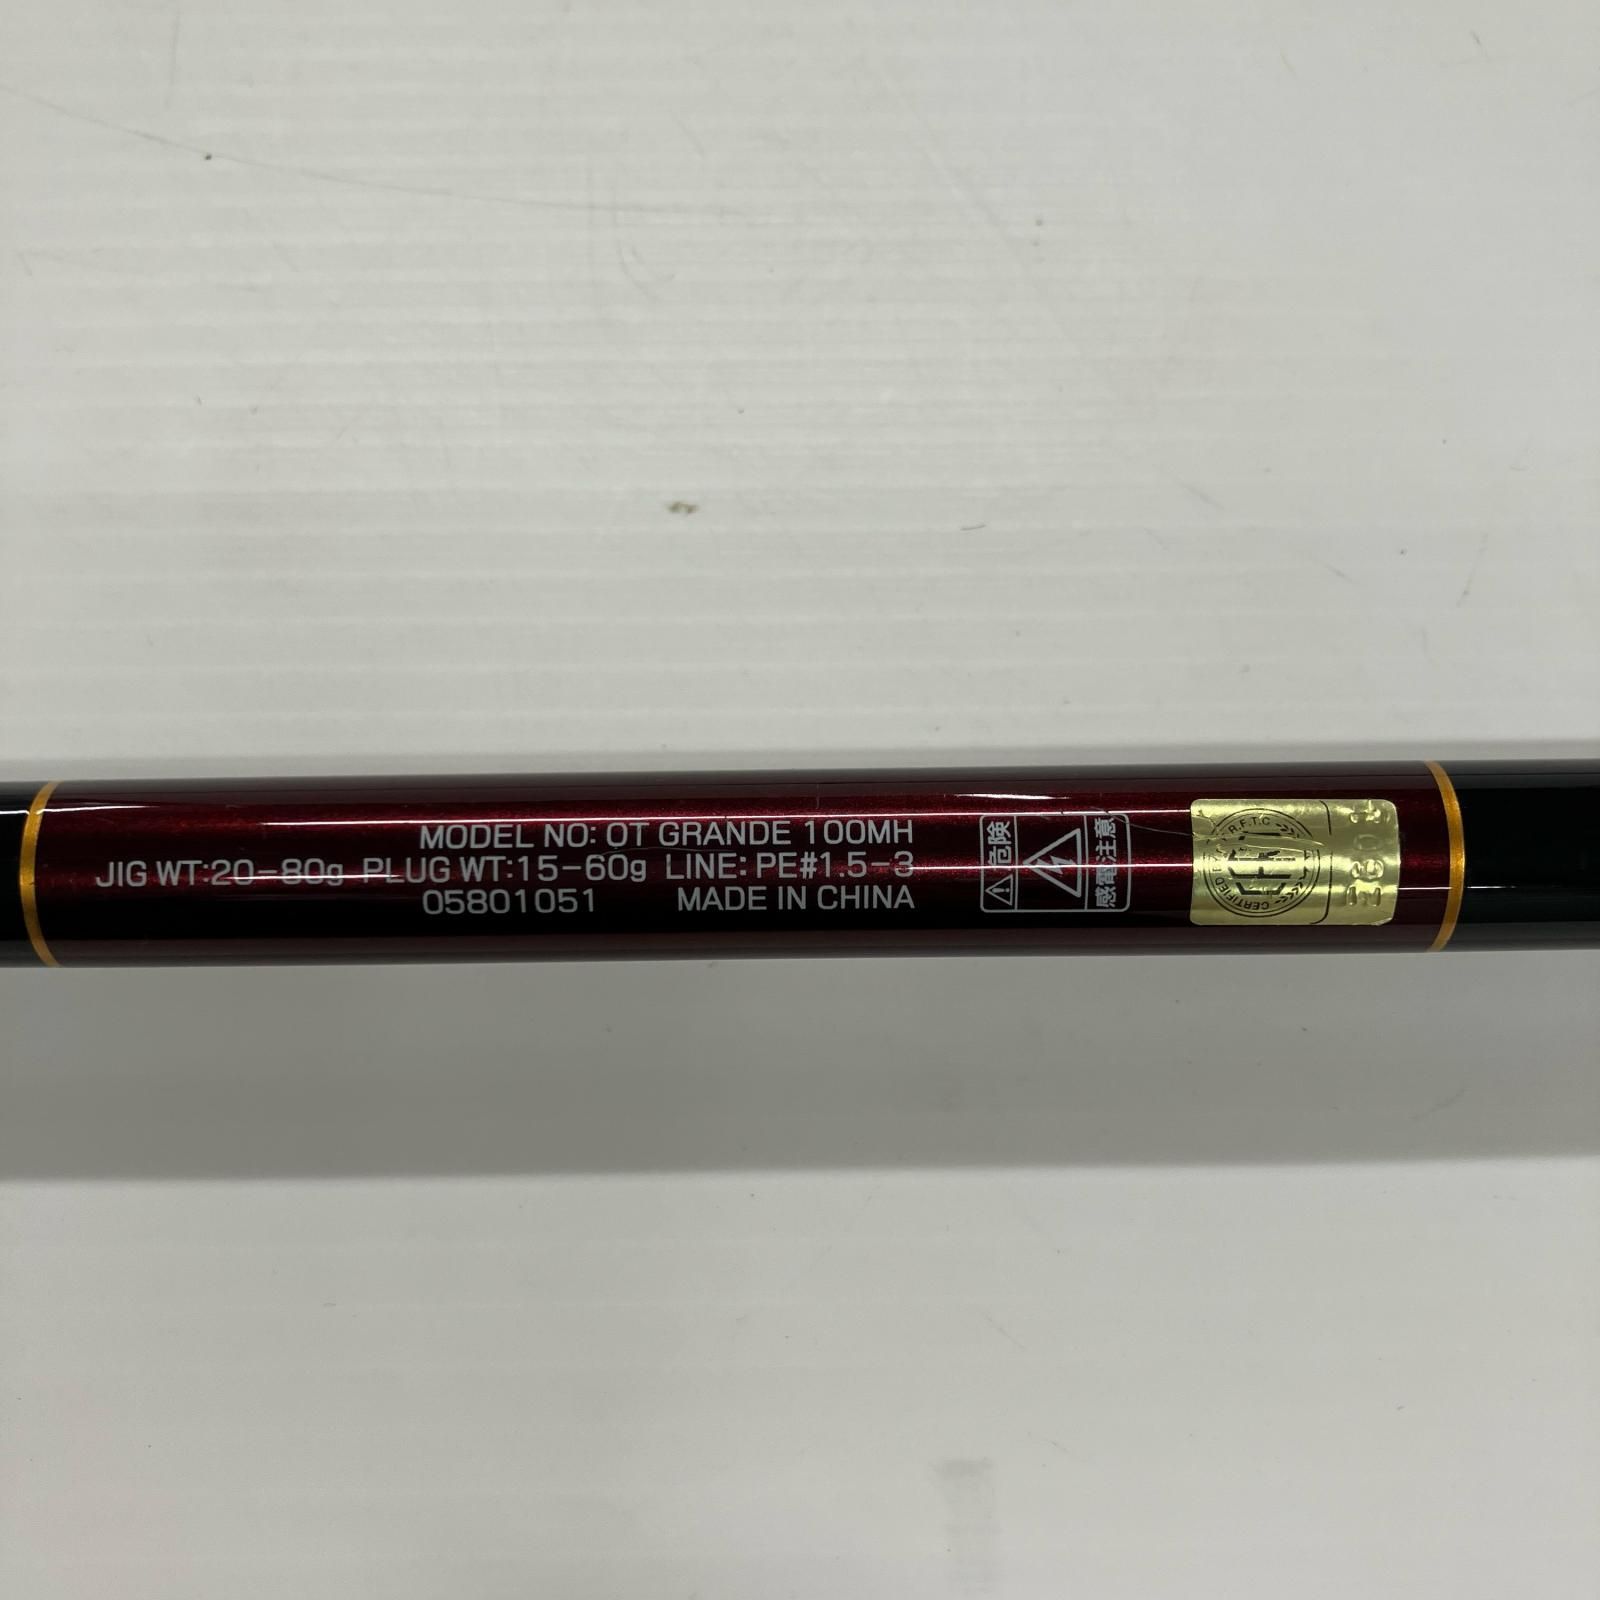 MODEL NO: OT GRANDE 100MH
JIG WT:20-80g PLUG WT:15-60g LINE: PE#1.5-3
05801051 MADE IN CHINA
危険
感電注意
R.F.T.C
CERTIFIED